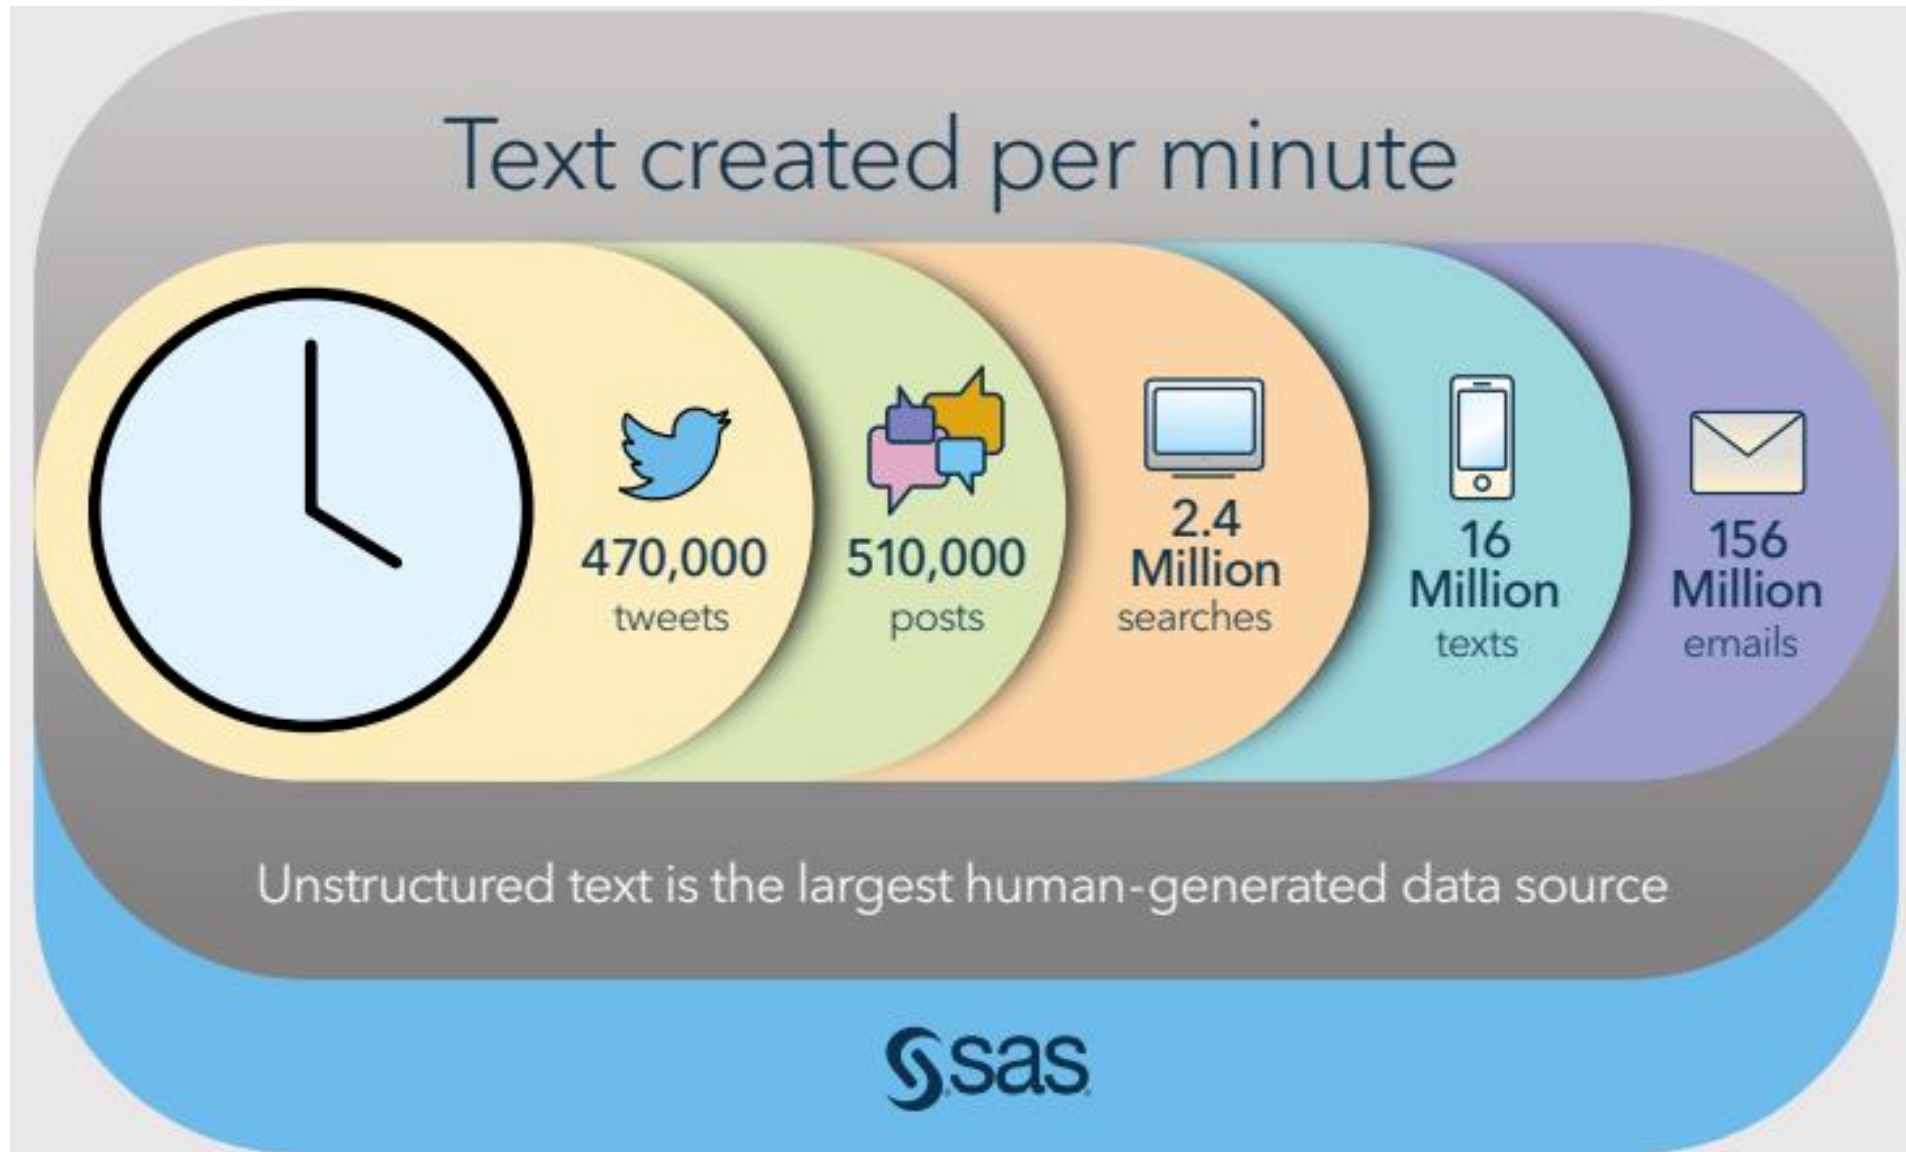 Text created per minute
470,000
tweets
510,000
posts
2.4
Million
searches
16
Million
texts
156
Million
emails
Unstructured text is the largest human-generated data source
sas